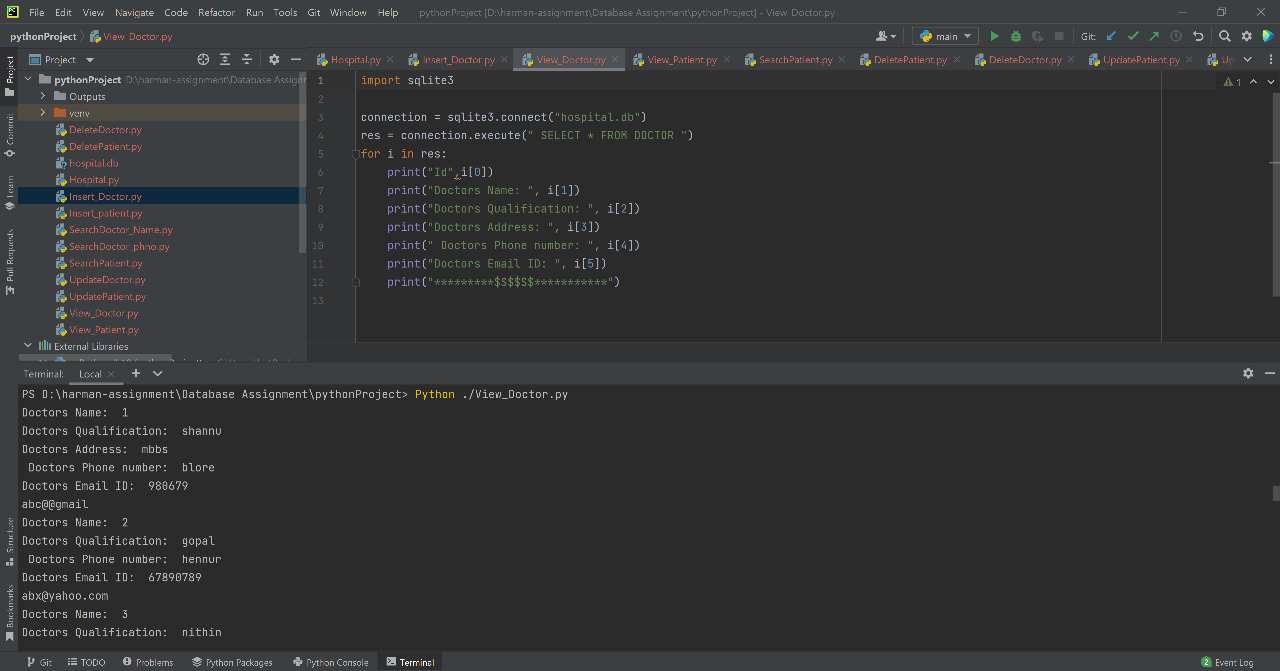 File Edit View Navigate Code Refactor Run Tools Git Window Help pythonProject [D:\harman-assignment\Database Assignment\pythonProject] - View_Doctor.py
pythonProject View_Doctor.py main Git:
Project Hospital.py Insert_Doctor.py View_Doctor.py View_Patient.py SearchPatient.py DeletePatient.py DeleteDoctor.py UpdatePatient.py
pythonProject D:\harman-assignment\Database Assign
Outputs
venv
DeleteDoctor.py
DeletePatient.py
hospital.db
Hospital.py
Insert_Doctor.py
Insert_patient.py
SearchDoctor_Name.py
SearchDoctor_phno.py
SearchPatient.py
UpdateDoctor.py
UpdatePatient.py
View_Doctor.py
View_Patient.py
External Libraries
Project
Commit
Learn
Pull Requests
Structure
Bookmarks
1 import sqlite3
2
3 connection = sqlite3.connect("hospital.db")
4 res = connection.execute(" SELECT * FROM DOCTOR ")
5 for i in res:
6 print("Id",i[0])
7 print("Doctors Name: ", i[1])
8 print("Doctors Qualification: ", i[2])
9 print("Doctors Address: ", i[3])
10 print(" Doctors Phone number: ", i[4])
11 print("Doctors Email ID: ", i[5])
12 print("*********$$$$$$***********")
13
1
Terminal: Local
PS D:\harman-assignment\Database Assignment\pythonProject> Python ./View_Doctor.py
Doctors Name:  1
Doctors Qualification:  shannu
Doctors Address:  mbbs
 Doctors Phone number:  blore
Doctors Email ID:  980679
abc@@gmail
Doctors Name:  2
Doctors Qualification:  gopal
 Doctors Phone number:  hennur
Doctors Email ID:  67890789
abx@yahoo.com
Doctors Name:  3
Doctors Qualification:  nithin
Git TODO Problems Python Packages Python Console Terminal 2 Event Log